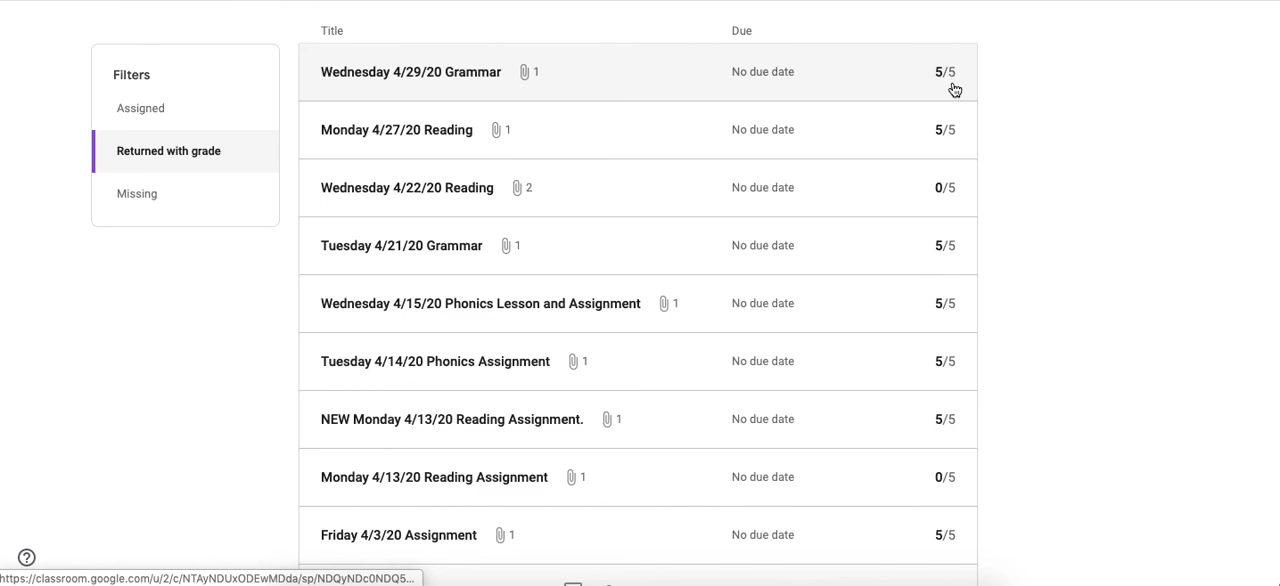 Title Due
Filters
Assigned
Returned with grade
Missing
Wednesday 4/29/20 Grammar 1 No due date 5/5
Monday 4/27/20 Reading 1 No due date 5/5
Wednesday 4/22/20 Reading 2 No due date 0/5
Tuesday 4/21/20 Grammar 1 No due date 5/5
Wednesday 4/15/20 Phonics Lesson and Assignment 1 No due date 5/5
Tuesday 4/14/20 Phonics Assignment 1 No due date 5/5
NEW Monday 4/13/20 Reading Assignment. 1 No due date 5/5
Monday 4/13/20 Reading Assignment 1 No due date 0/5
Friday 4/3/20 Assignment 1 No due date 5/5
?
https://classroom.google.com/u/2/c/NTAyNDUxODEwMDda/sp/NDQyNDc0NDQ5...